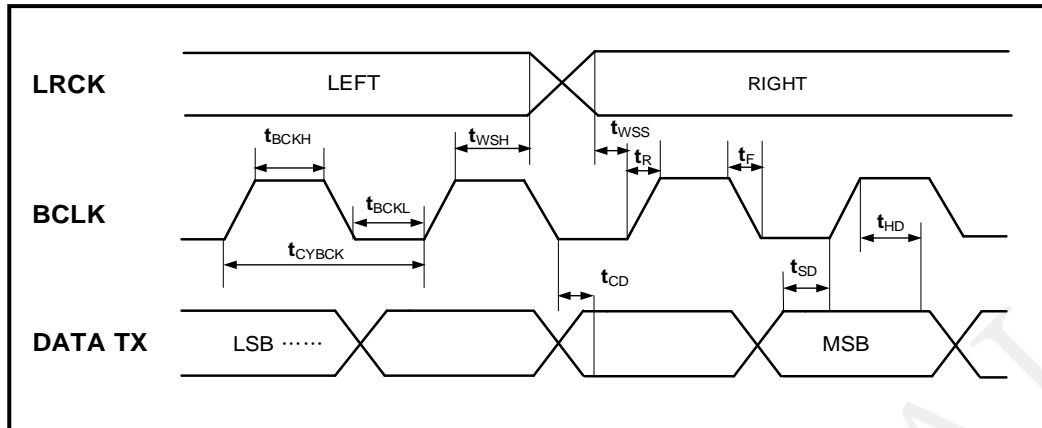 LRCK
LEFT
RIGHT
tBCKH
tWSH
tWSS
tR
tF
BCLK
tBCKL
tHD
tCYBCK
tCD
tSD
DATA TX
LSB ······
MSB